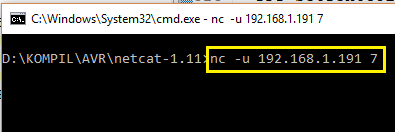 C:\Windows\System32\cmd.exe - nc -u 192.168.1.191 7
D:\KOMPIL\AVR\netcat-1.11>nc -u 192.168.1.191 7